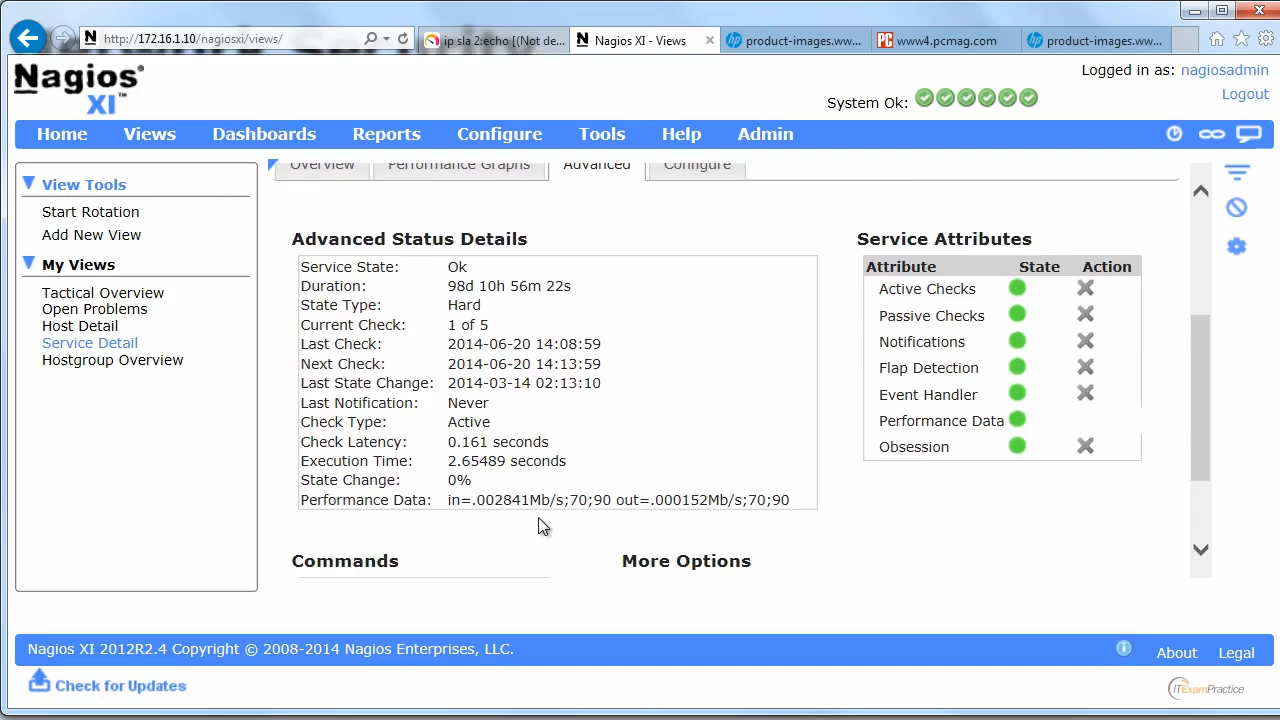 http://172.16.1.10/nagiosxi/views/
ip sla 2:echo [(Not de...
Nagios XI - Views
product-images.ww...
www4.pcmag.com
product-images.ww...
Nagios®
XI™
Logged in as: nagiosadmin
System Ok:
Logout
Home Views Dashboards Reports Configure Tools Help Admin
View Tools
Start Rotation
Add New View
My Views
Tactical Overview
Open Problems
Host Detail
Service Detail
Hostgroup Overview
Overview Performance Graphs Advanced Configure
Advanced Status Details
Service State: Ok
Duration: 98d 10h 56m 22s
State Type: Hard
Current Check: 1 of 5
Last Check: 2014-06-20 14:08:59
Next Check: 2014-06-20 14:13:59
Last State Change: 2014-03-14 02:13:10
Last Notification: Never
Check Type: Active
Check Latency: 0.161 seconds
Execution Time: 2.65489 seconds
State Change: 0%
Performance Data: in=.002841Mb/s;70;90 out=.000152Mb/s;70;90
Service Attributes
Attribute State Action
Active Checks
Passive Checks
Notifications
Flap Detection
Event Handler
Performance Data
Obsession
Commands
More Options
Nagios XI 2012R2.4 Copyright © 2008-2014 Nagios Enterprises, LLC.
About Legal
Check for Updates
ITExamPractice